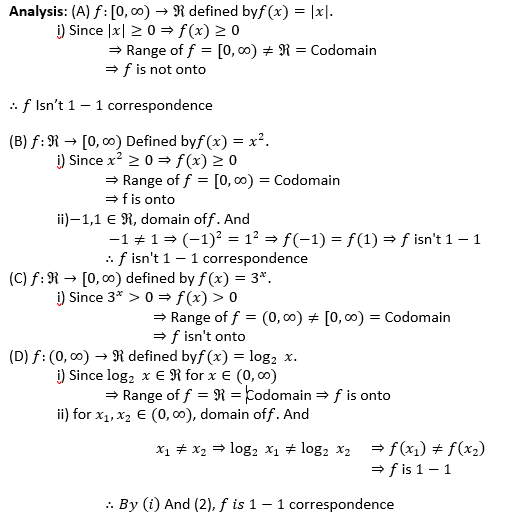 Analysis: (A) f: [0, ∞) → ℜ defined byf(x) = |x|.
i) Since |x| ≥ 0 ⇒ f(x) ≥ 0
⇒ Range of f = [0, ∞) ≠ ℜ = Codomain
⇒ f is not onto
∴ f Isn't 1 − 1 correspondence
(B) f: ℜ → [0, ∞) Defined byf(x) = x².
i) Since x² ≥ 0 ⇒ f(x) ≥ 0
⇒ Range of f = [0, ∞) = Codomain
⇒ f is onto
ii)−1,1 ∈ ℜ, domain off. And
−1 ≠ 1 ⇒ (−1)² = 1² ⇒ f(−1) = f(1) ⇒ f isn't 1 − 1
∴ f isn't 1 − 1 correspondence
(C) f: ℜ → [0, ∞) defined by f(x) = 3ˣ.
i) Since 3ˣ > 0 ⇒ f(x) > 0
⇒ Range of f = (0, ∞) ≠ [0, ∞) = Codomain
⇒ f isn't onto
(D) f: (0, ∞) → ℜ defined byf(x) = log₂ x.
i) Since log₂ x ∈ ℜ for x ∈ (0, ∞)
⇒ Range of f = ℜ = Codomain ⇒ f is onto
ii) for x₁, x₂ ∈ (0, ∞), domain off. And
x₁ ≠ x₂ ⇒ log₂ x₁ ≠ log₂ x₂ ⇒ f(x₁) ≠ f(x₂)
⇒ f is 1 − 1
∴ By (i) And (2), f is 1 − 1 correspondence